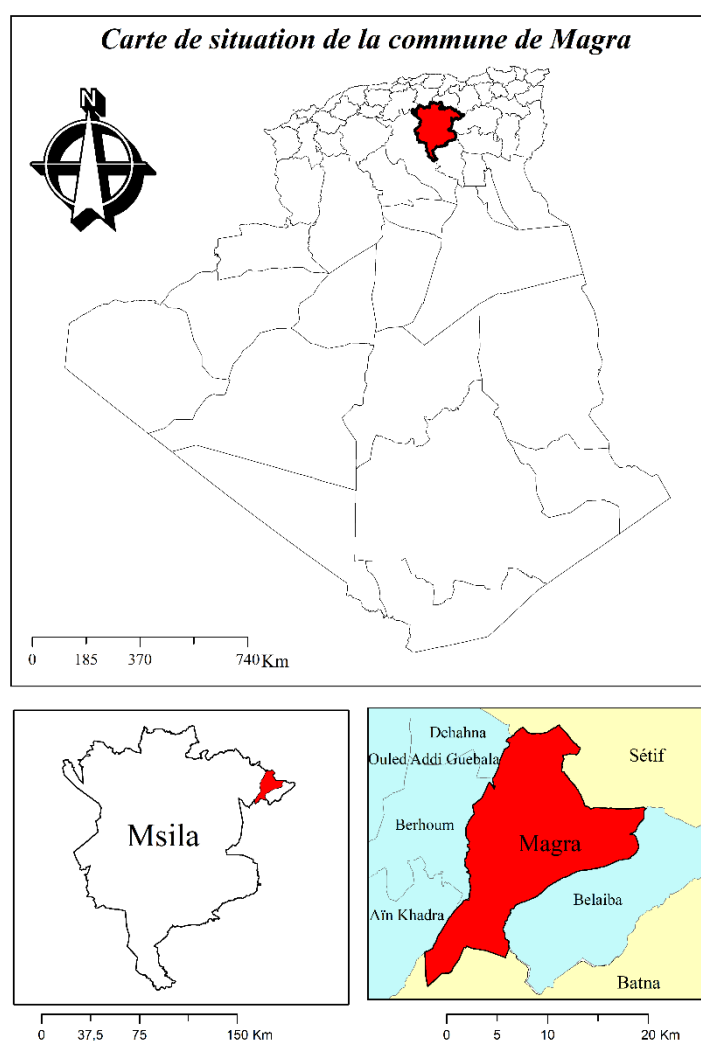 Carte de situation de la commune de Magra
N
0 185 370 740 Km
Msila
0 37,5 75 150 Km
Dehahna
Sétif
Ouled Addi Guebala
Berhoum
Magra
Aïn Khadra
Belaiba
Batna
0 5 10 20 Km